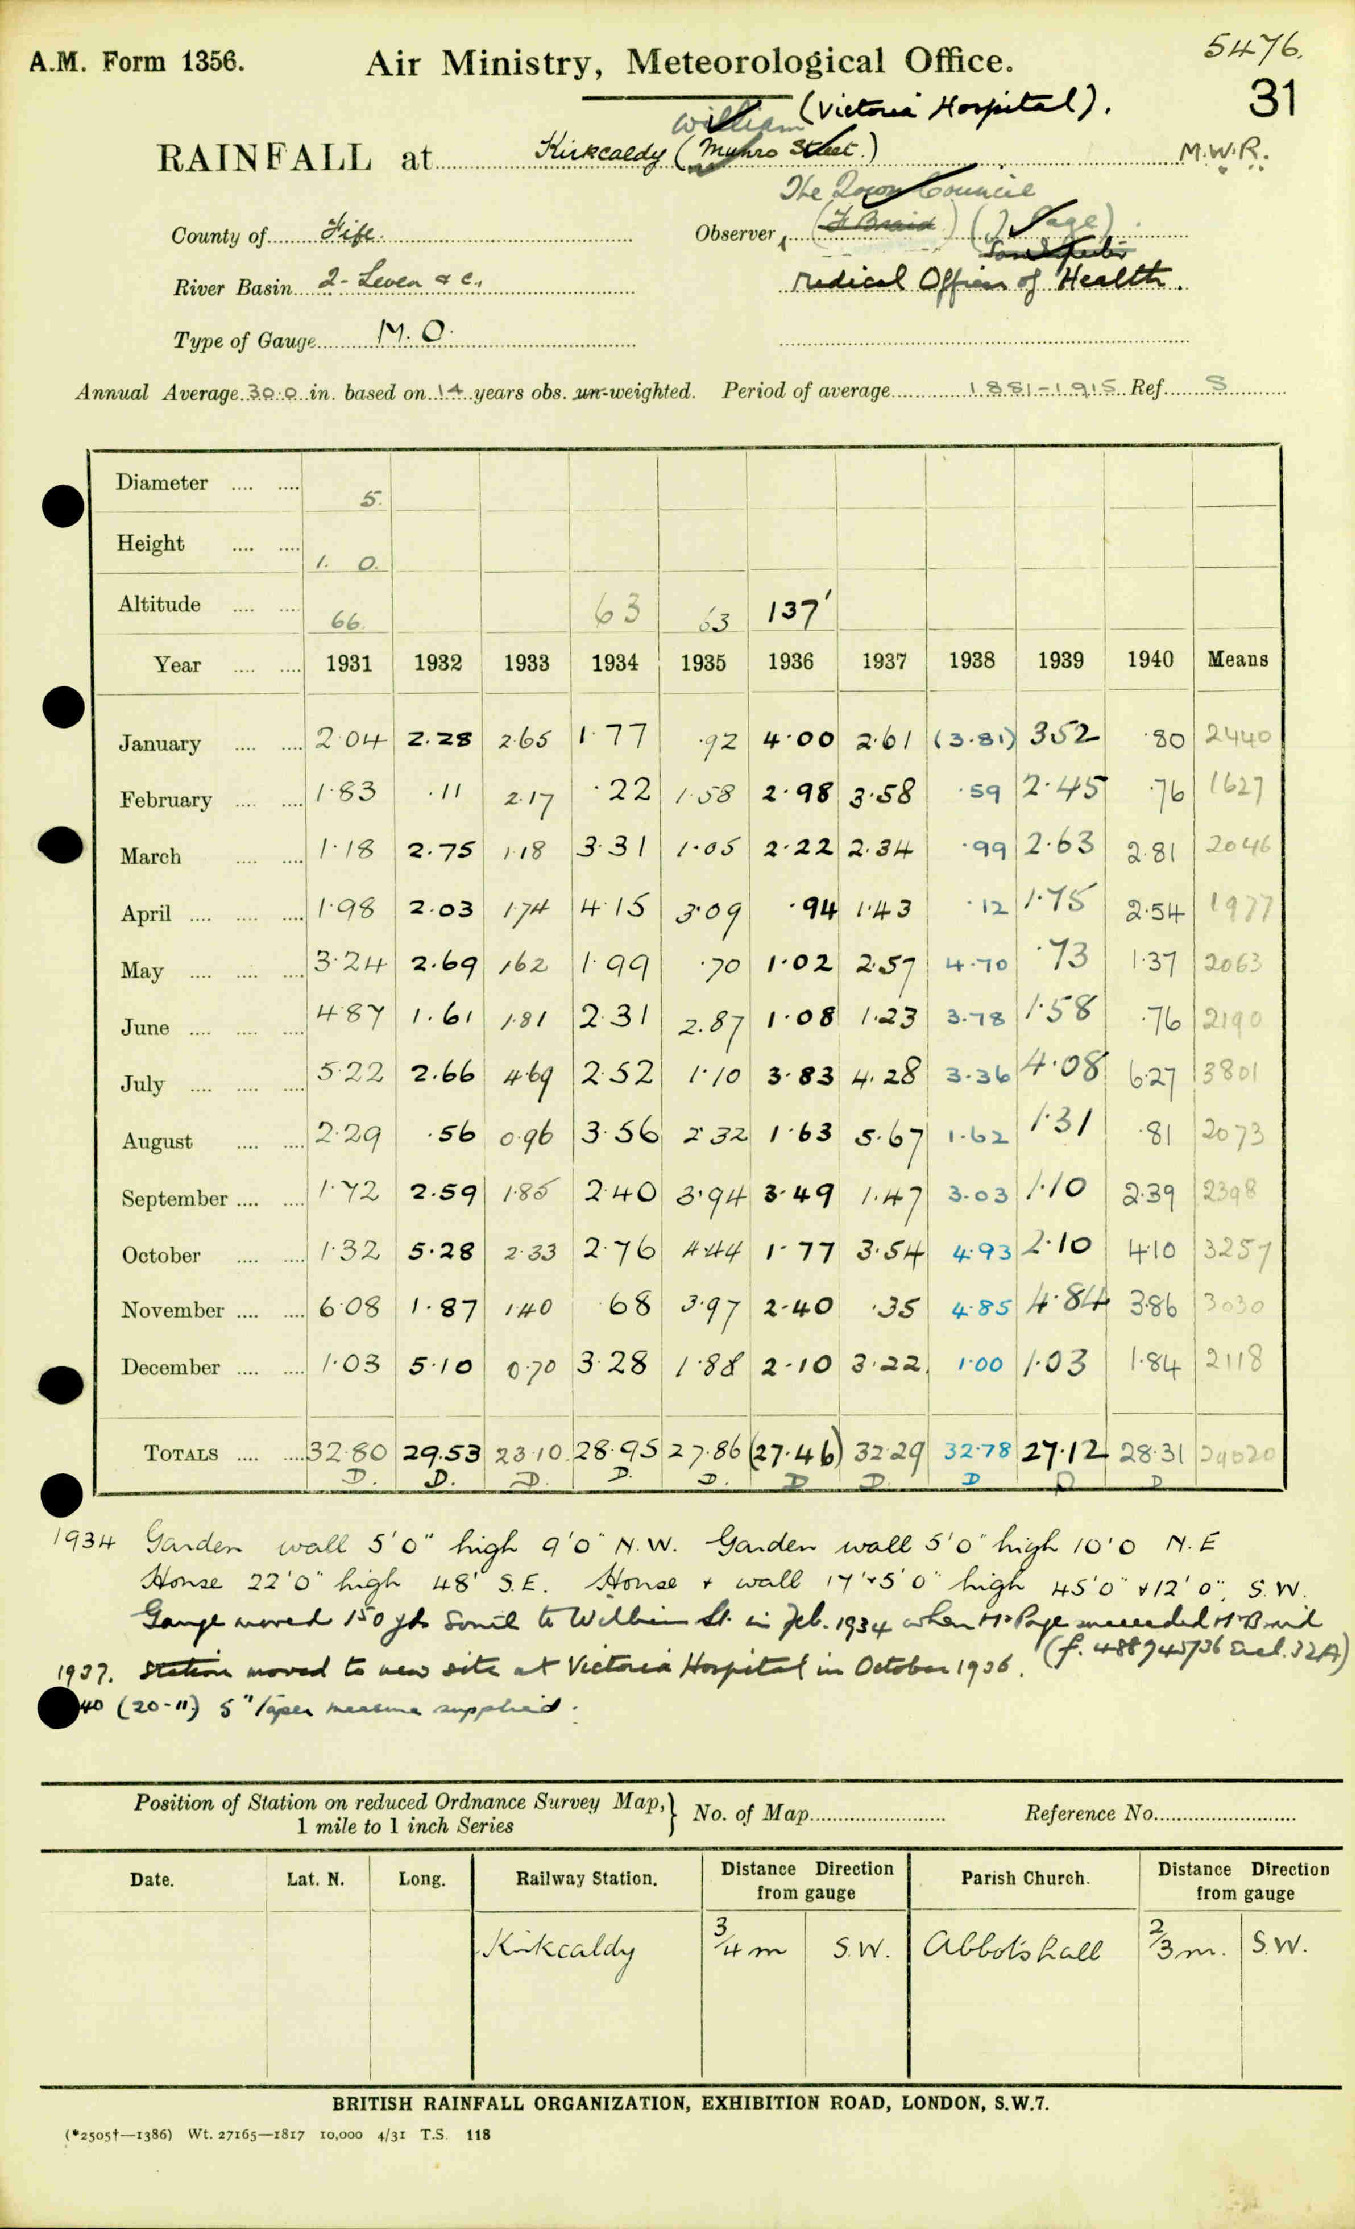 A.M. Form 1356. Air Ministry, Meteorological Office. 5476.
31
William (Victoria Hospital).
RAINFALL at Kirkcaldy (Munro Street.) M.W.R.
The Town Council
County of Fife. Observer, (F Braid) (J Page)
River Basin 2- Leven & c., Medical Officer of Health.
Type of Gauge M.O.
Annual Average 30.0 in. based on 14 years obs. un-weighted. Period of average 1881-1915 Ref. S
Diameter .... .... 5.
Height .... .... 1. 0.
Altitude .... .... 66. 63 63 137'
Year .... .... 1931 1932 1933 1934 1935 1936 1937 1938 1939 1940 Means
January .... .... 2.04 2.28 2.65 1.77 .92 4.00 2.61 (3.81) 3.52 .80 2440
February .... .... 1.83 .11 2.17 .22 1.58 2.98 3.58 .59 2.45 .76 1627
March .... .... 1.18 2.75 1.18 3.31 1.05 2.22 2.34 .99 2.63 2.81 2046
April .... .... .... 1.98 2.03 1.74 4.15 3.09 .94 1.43 .12 1.75 2.54 1977
May .... .... .... 3.24 2.69 1.62 1.99 .70 1.02 2.57 4.70 .73 1.37 2063
June .... .... .... 4.87 1.61 1.81 2.31 2.87 1.08 1.23 3.78 1.58 .76 2190
July .... .... .... 5.22 2.66 4.69 2.52 1.10 3.83 4.28 3.36 4.08 6.27 3801
August .... .... 2.29 .56 0.96 3.56 2.32 1.63 5.67 1.62 1.31 .81 2073
September .... .... 1.72 2.59 1.85 2.40 3.94 3.49 1.47 3.03 1.10 2.39 2398
October .... .... 1.32 5.28 2.33 2.76 4.44 1.77 3.54 4.93 2.10 4.10 3257
November .... .... 6.08 1.87 1.40 .68 3.97 2.40 .35 4.85 4.84 3.86 3030
December .... .... 1.03 5.10 0.70 3.28 1.88 2.10 3.22 1.00 1.03 1.84 2118
TOTALS .... .... 32.80 29.53 23.10 28.95 27.86 (27.46) 32.29 32.78 27.12 28.31 29020
D. D. D. D. D. D D. D D D
1934 Garden wall 5'0" high 9'0" N.W. Garden wall 5'0" high 10'0 N.E
House 22'0" high 48' S.E. House + wall 17'+5'0" high 45'0" + 12'0", S.W.
Gauge moved 150 yds South to William St. in Feb. 1934 when Mr Page succeeded Mr Braid
(f. 488745/36 Encl. 32A)
1937. Station moved to new site at Victoria Hospital in October 1936.
40 (20-11) 5" Taper measure supplied.
Position of Station on reduced Ordnance Survey Map, } No. of Map Reference No.
1 mile to 1 inch Series
Date. Lat. N. Long. Railway Station. Distance Direction from gauge Parish Church. Distance Direction from gauge
Kirkcaldy 3/4 m S.W. Abbotshall 2/3 m. S.W.
BRITISH RAINFALL ORGANIZATION, EXHIBITION ROAD, LONDON, S.W.7.
(*2505†—1386) Wt. 27165—1817 10,000 4/31 T.S. 118